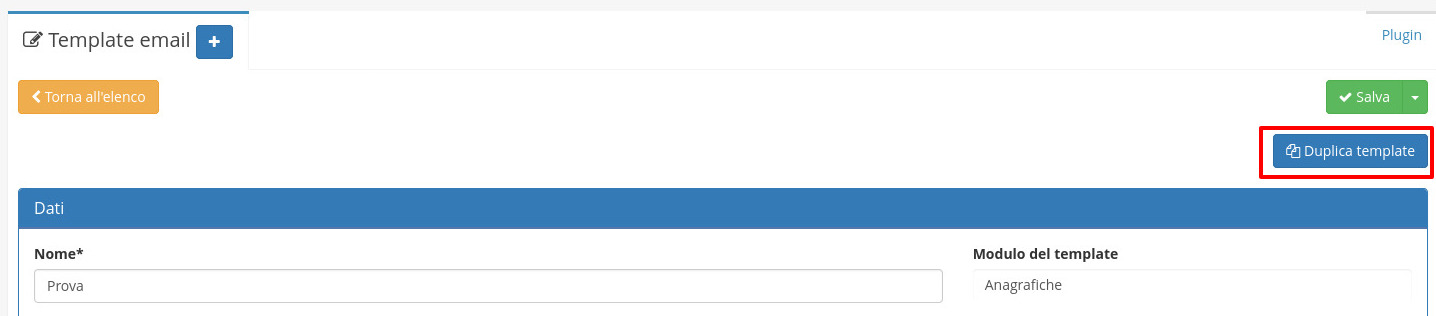 Template email
Plugin
Torna all'elenco
Salva
Duplica template
Dati
Nome*
Modulo del template
Prova
Anagrafiche